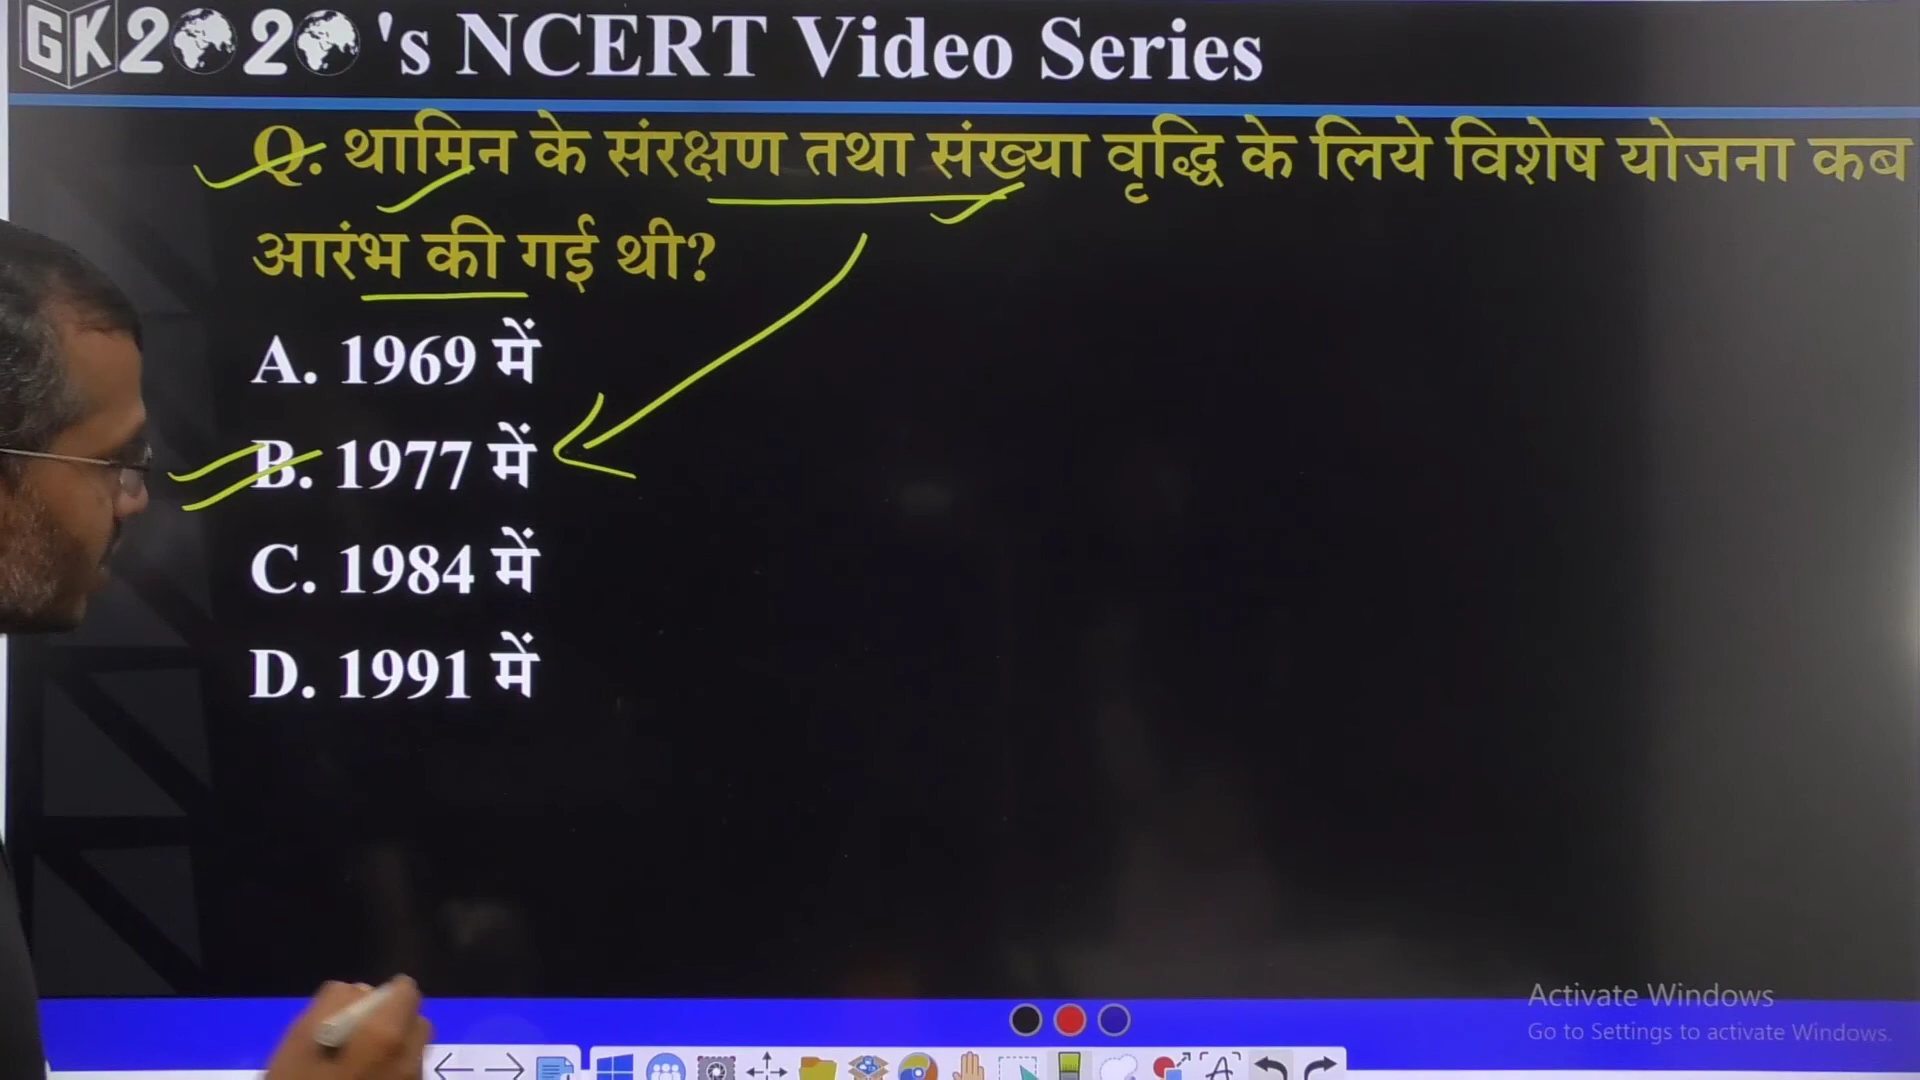 GK2020's NCERT Video Series
Q. थामिन के संरक्षण तथा संख्या वृद्धि के लिये विशेष योजना कब
आरंभ की गई थी?
A. 1969 में
B. 1977 में
C. 1984 में
D. 1991 में
Activate Windows
Go to Settings to activate Windows.